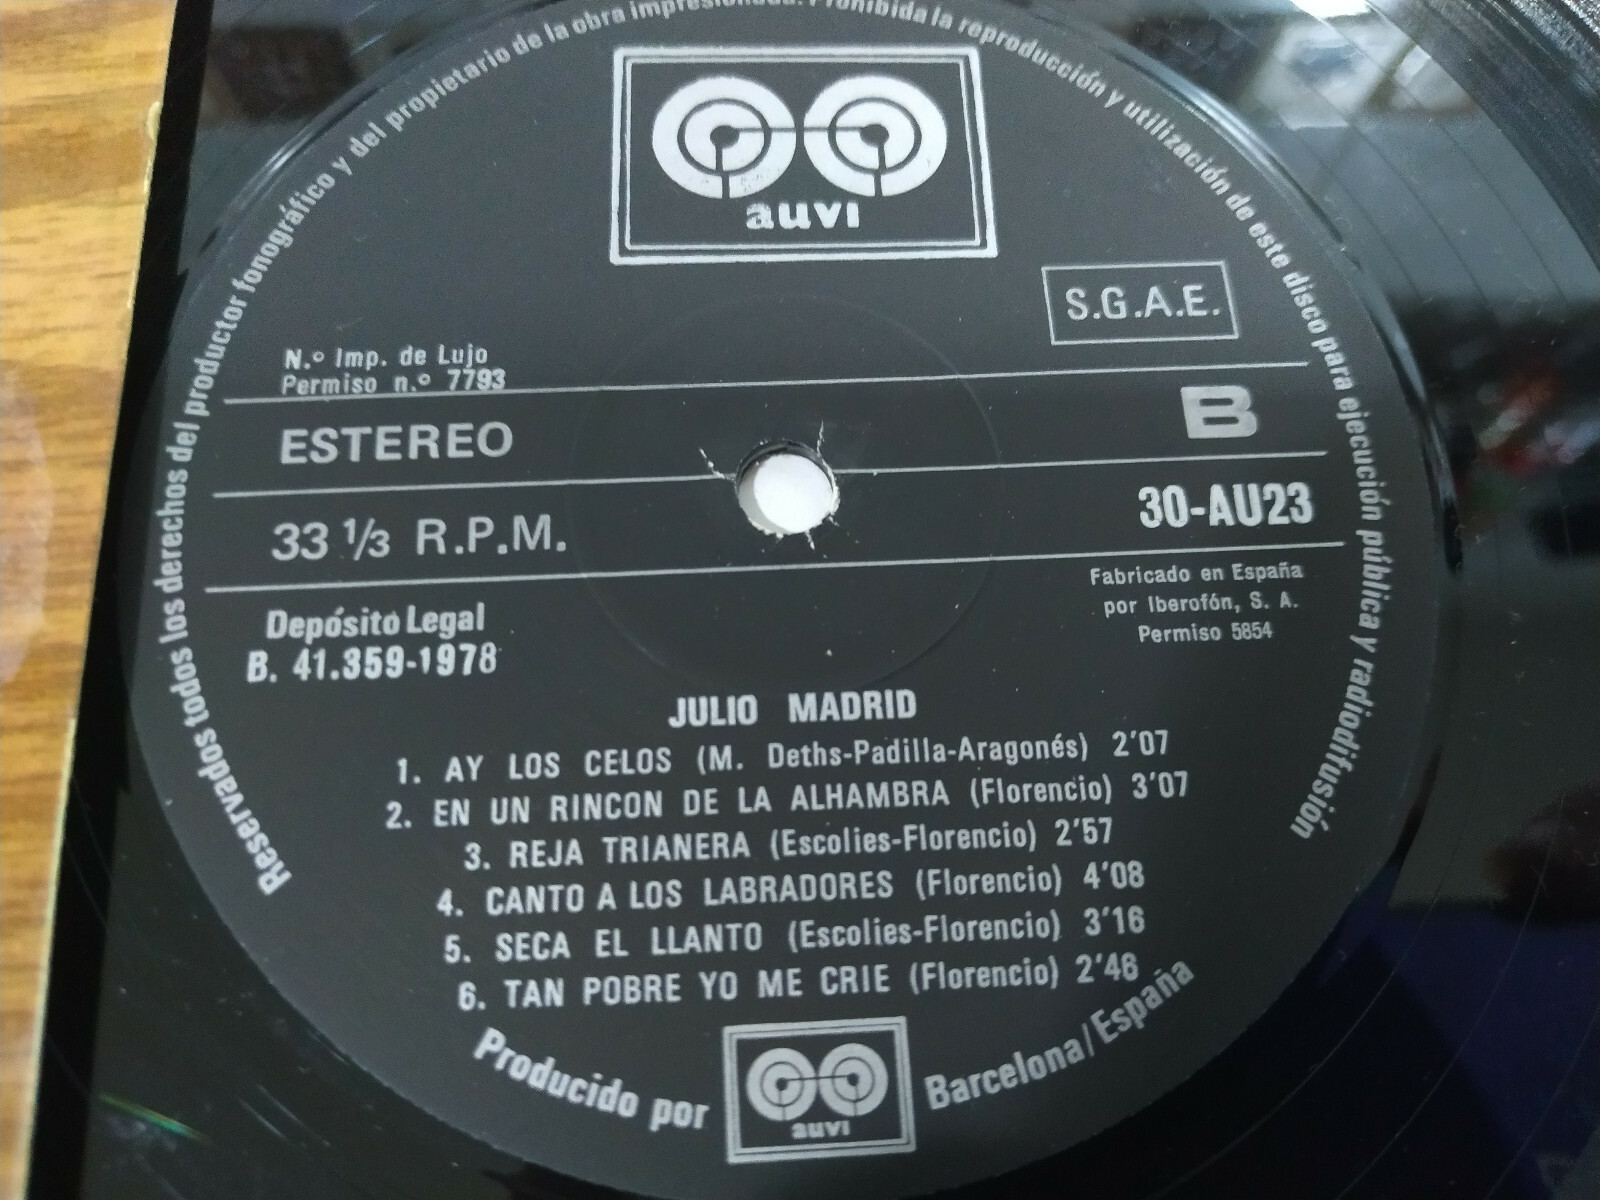 Reservados todos los derechos del productor fonográfico y del propietario de la obra impresionada. Prohibida la reproducción y utilización de este disco para ejecución pública y radiodifusión
auvi
S.G.A.E.
N.º Imp. de Lujo
Permiso n.º 7793
ESTEREO
B
33 1/3 R.P.M.
30-AU23
Depósito Legal
B. 41.359-1978
Fabricado en España
por Iberofón, S. A.
Permiso 5854
JULIO MADRID
1. AY LOS CELOS (M. Deths-Padilla-Aragonés) 2'07
2. EN UN RINCON DE LA ALHAMBRA (Florencio) 3'07
3. REJA TRIANERA (Escolies-Florencio) 2'57
4. CANTO A LOS LABRADORES (Florencio) 4'08
5. SECA EL LLANTO (Escolies-Florencio) 3'16
6. TAN POBRE YO ME CRIE (Florencio) 2'48
Producido por auvi Barcelona/España